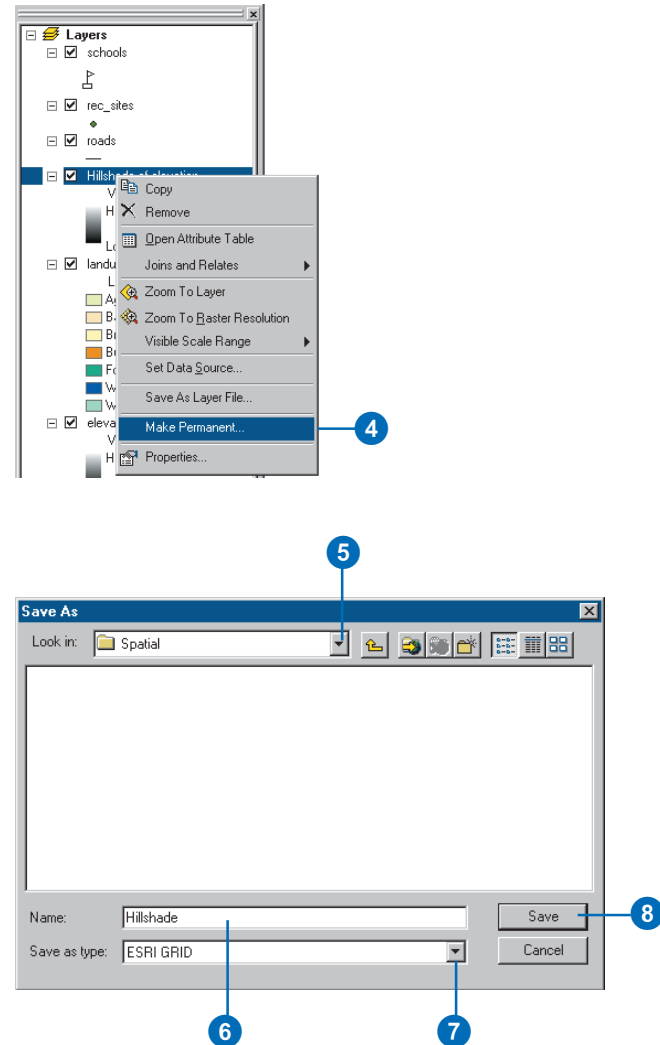 Layers
schools
rec_sites
roads
Copy
Remove
Open Attribute Table
Joins and Relates
Zoom To Layer
Zoom To Raster Resolution
Visible Scale Range
Set Data Source...
Save As Layer File...
Make Permanent...
4
Properties...
5
Save As
Look in:
Spatial
Name:
Hillshade
Save
8
Save as type:
ESRI GRID
Cancel
6
7